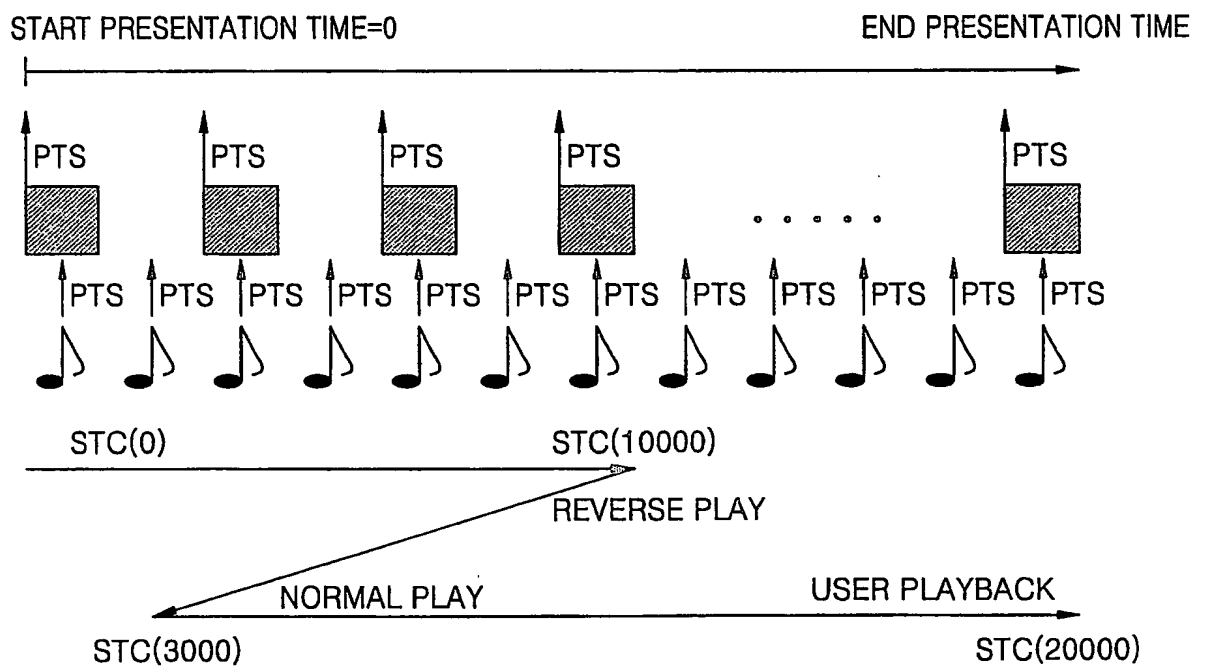 START PRESENTATION TIME=0 END PRESENTATION TIME
PTS PTS PTS PTS PTS
PTS PTS PTS PTS PTS PTS PTS PTS PTS PTS PTS PTS
STC(0) STC(10000)
REVERSE PLAY
NORMAL PLAY USER PLAYBACK
STC(3000) STC(20000)